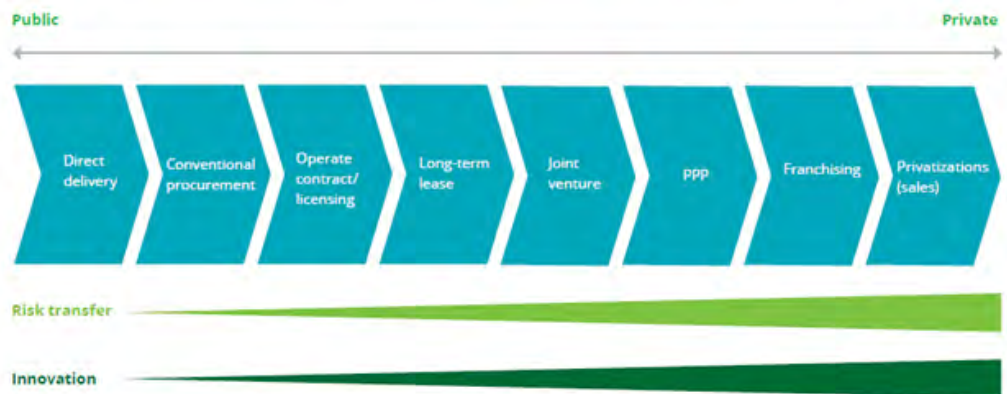 Public
Private
Direct
delivery
Conventional
procurement
Operate
contract/
licensing
Long-term
lease
Joint
venture
PPP
Franchising
Privatizations
(sales)
Risk transfer
Innovation